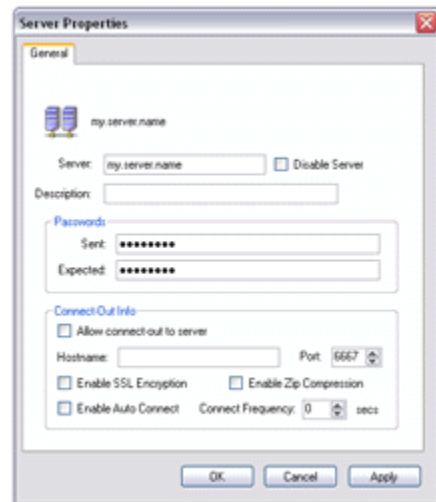 Server Properties
General
my.server.name
Server: my.server.name Disable Server
Description:
Passwords
Sent: ••••••••
Expected: ••••••••
Connect-Out Info
Allow connect-out to server
Hostname: Port: 6667
Enable SSL Encryption Enable Zip Compression
Enable Auto Connect Connect Frequency: 0 secs
OK Cancel Apply